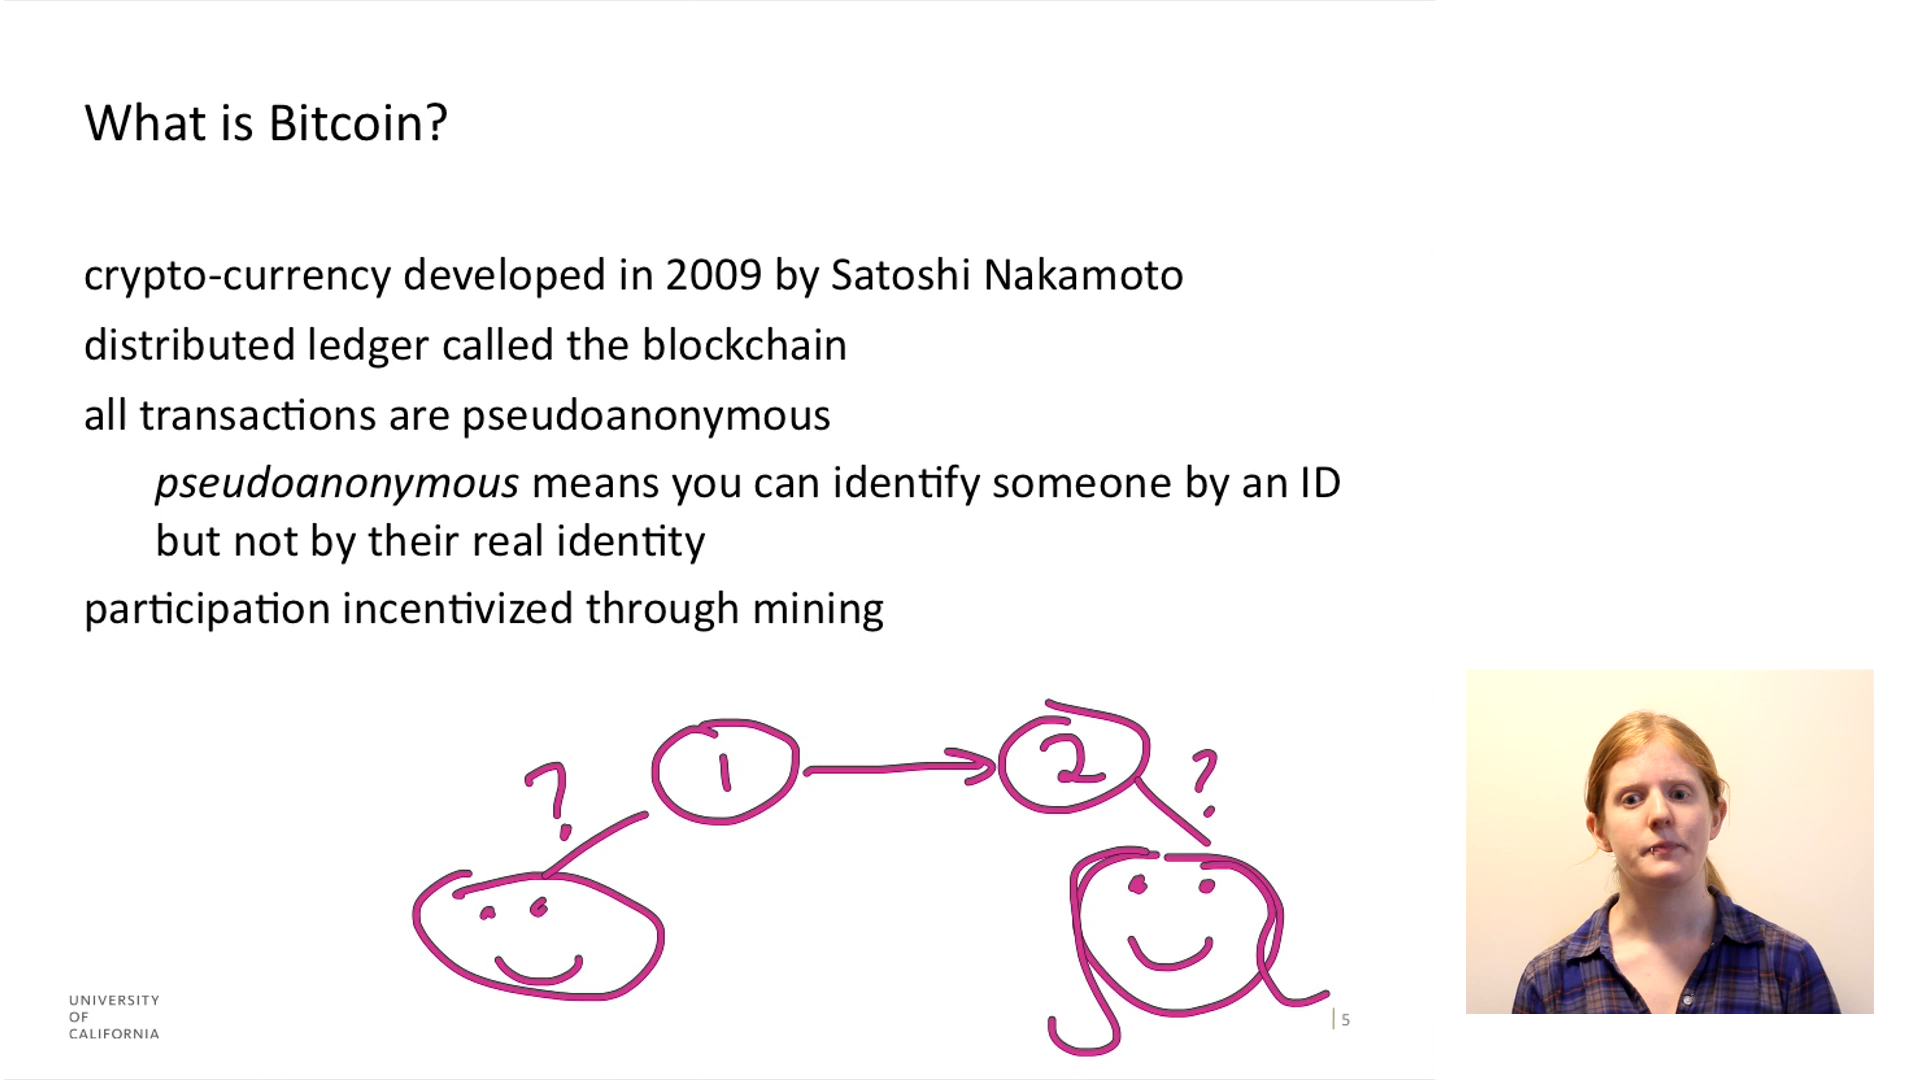 What is Bitcoin?
crypto-currency developed in 2009 by Satoshi Nakamoto
distributed ledger called the blockchain
all transactions are pseudoanonymous
pseudoanonymous means you can identify someone by an ID
but not by their real identity
participation incentivized through mining
? 1 2 ?
UNIVERSITY
OF
CALIFORNIA
5